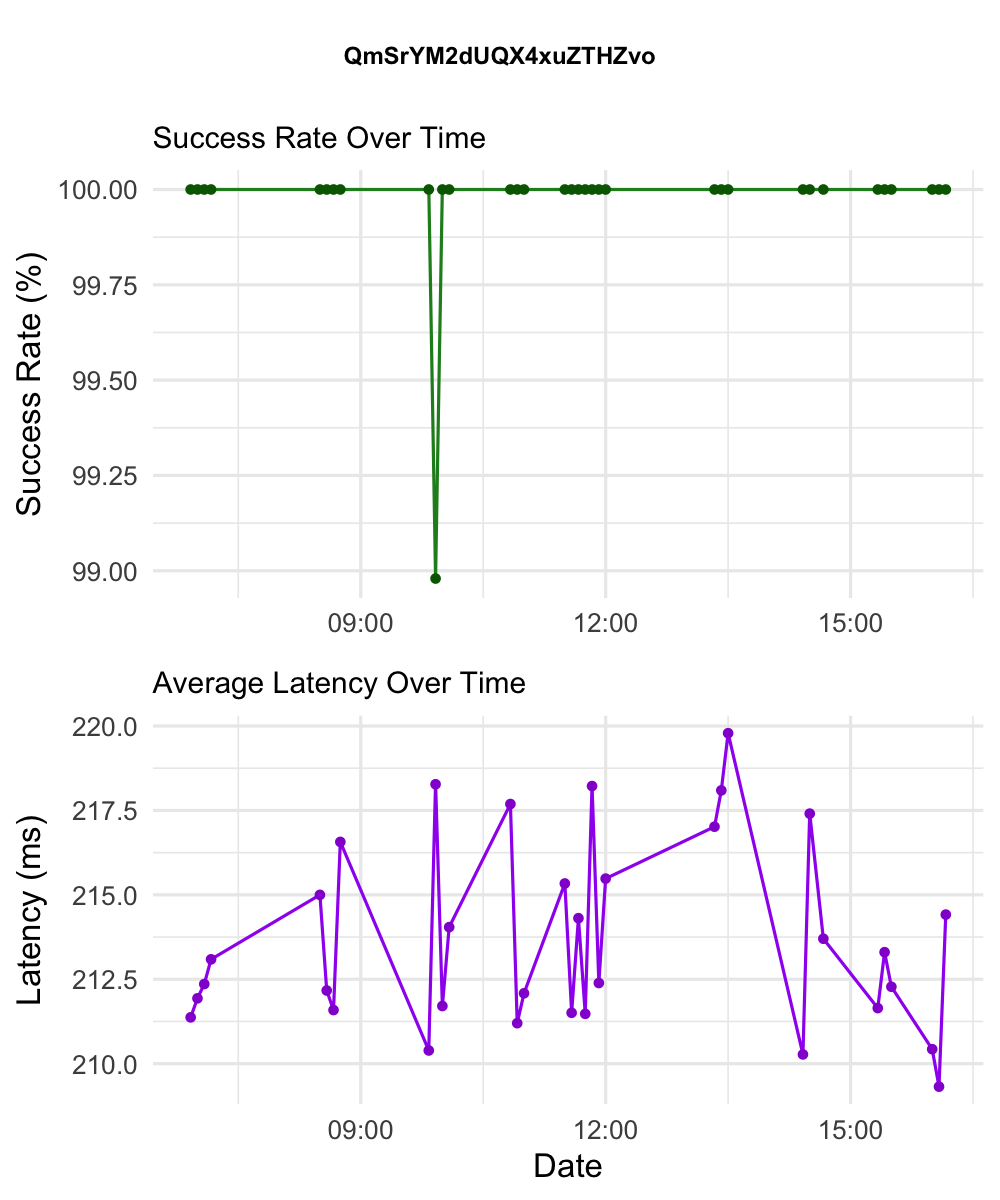 QmSrYM2dUQX4xuZTHZvo
Success Rate Over Time
100.00
99.75
99.50
99.25
99.00
Success Rate (%)
09:00 12:00 15:00
Average Latency Over Time
220.0
217.5
215.0
212.5
210.0
Latency (ms)
09:00 12:00 15:00
Date